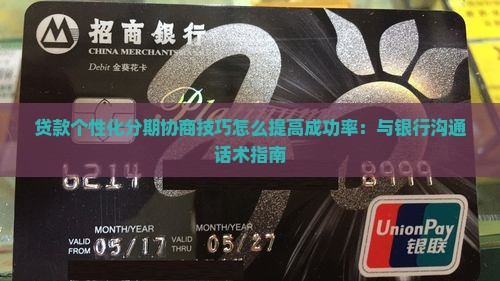 招商银行
CHINA MERCHANTS
Debit 金葵花卡
贷款个性化分期协商技巧怎么提高成功率：与银行沟通
话术指南
6214 8999
MONTH/YEAR MONTH/YEAR
VALID FROM 05/17 VALID THRU 05/27
UnionPay
银联